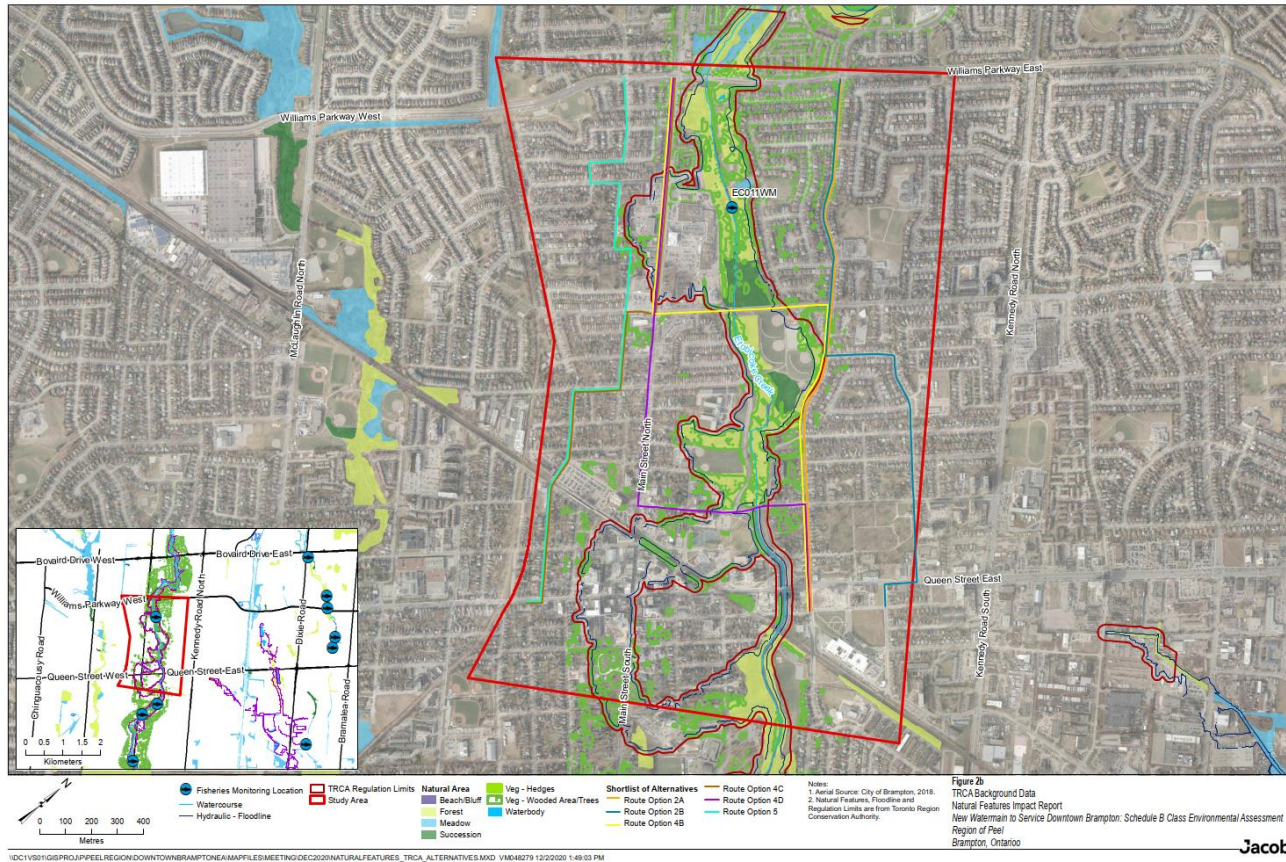 Williams Parkway East
Williams Parkway West
EC011WM
McLaughlin Road North
Kennedy Road North
Etobicoke Creek
Main Street North
Queen Street East
Kennedy Road South
Main Street South
Bovaird-Drive-West
Bovaird-Drive-East
Williams-Parkway West
Kennedy-Road-North
Dixie-Road
Chinguacousy-Road
Queen-Street-West
Queen-Street-East
Bramalea-Road
0 0.5 1 2
Kilometers
N
Metres
Fisheries Monitoring Location
Watercourse
Hydraulic - Floodline
TRCA Regulation Limits
Study Area
Natural Area
Beach/Bluff
Forest
Meadow
Succession
Veg - Hedges
Veg - Wooded Area/Trees
Waterbody
Shortlist of Alternatives
Route Option 2A
Route Option 2B
Route Option 4B
Route Option 4C
Route Option 4D
Route Option 5
Notes:
1. Aerial Source: City of Brampton, 2018.
2. Natural Features, Floodline and
Regulation Limits are from Toronto Region
Conservation Authority.
Figure 2b
TRCA Background Data
Natural Features Impact Report
New Watermain to Service Downtown Brampton: Schedule B Class Environmental Assessment
Region of Peel
Brampton, Ontarioo
Jacob
\\DC1VS01\GISPROJ\P\PEELREGION\DOWNTOWNBRAMPTONEA\MAPFILES\MEETING\DEC2020\NATURALFEATURES_TRCA_ALTERNATIVES.MXD VM048279 12/2/2020 1:49:03 PM